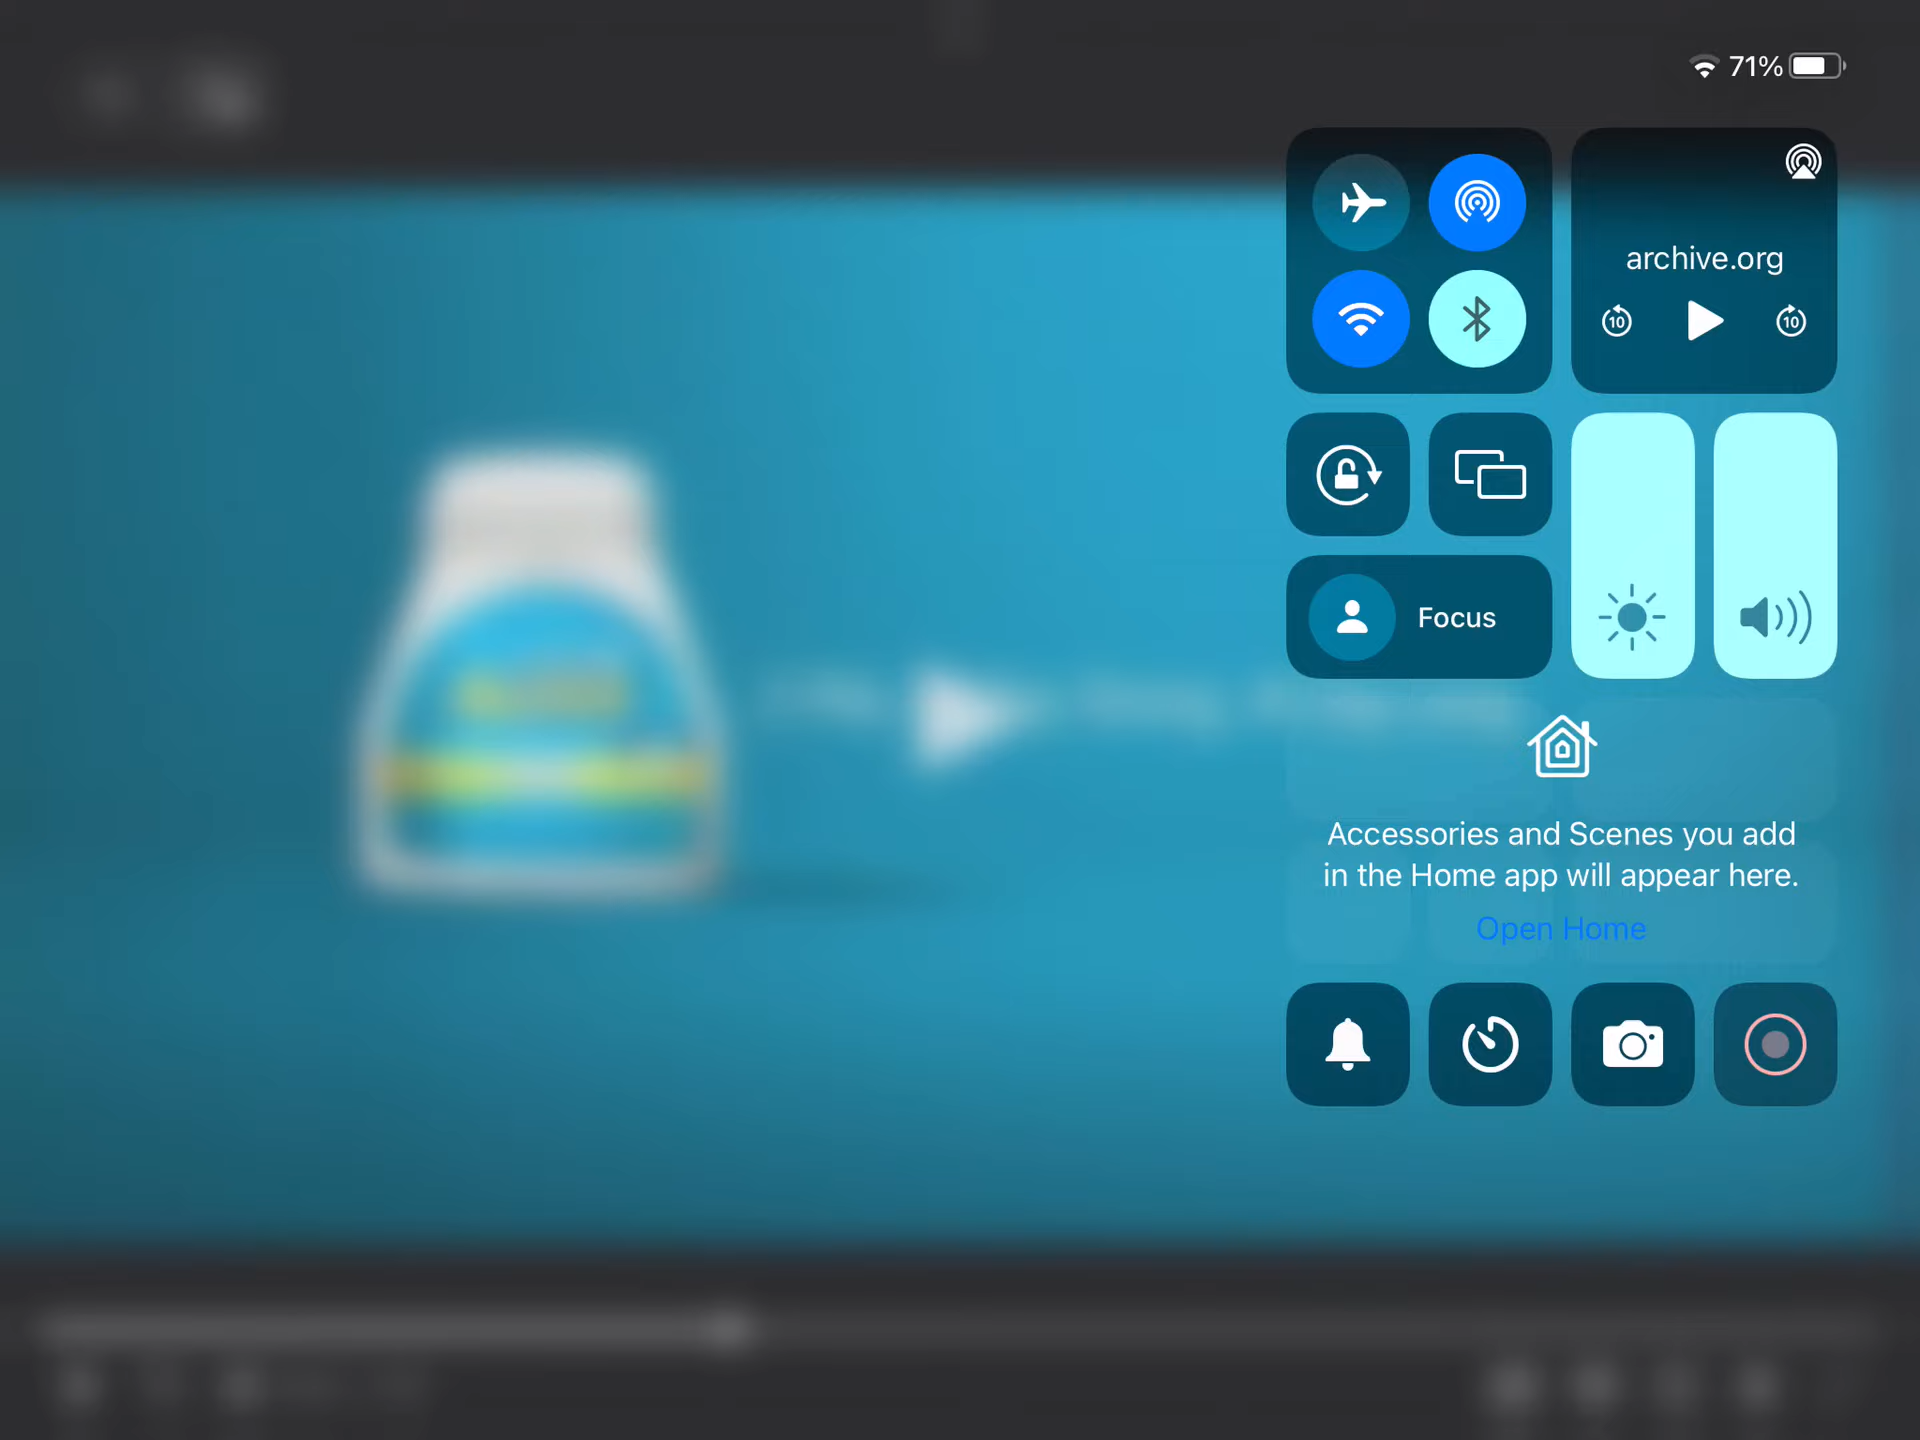 71%
archive.org
10
10
Focus
Accessories and Scenes you add
in the Home app will appear here.
Open Home